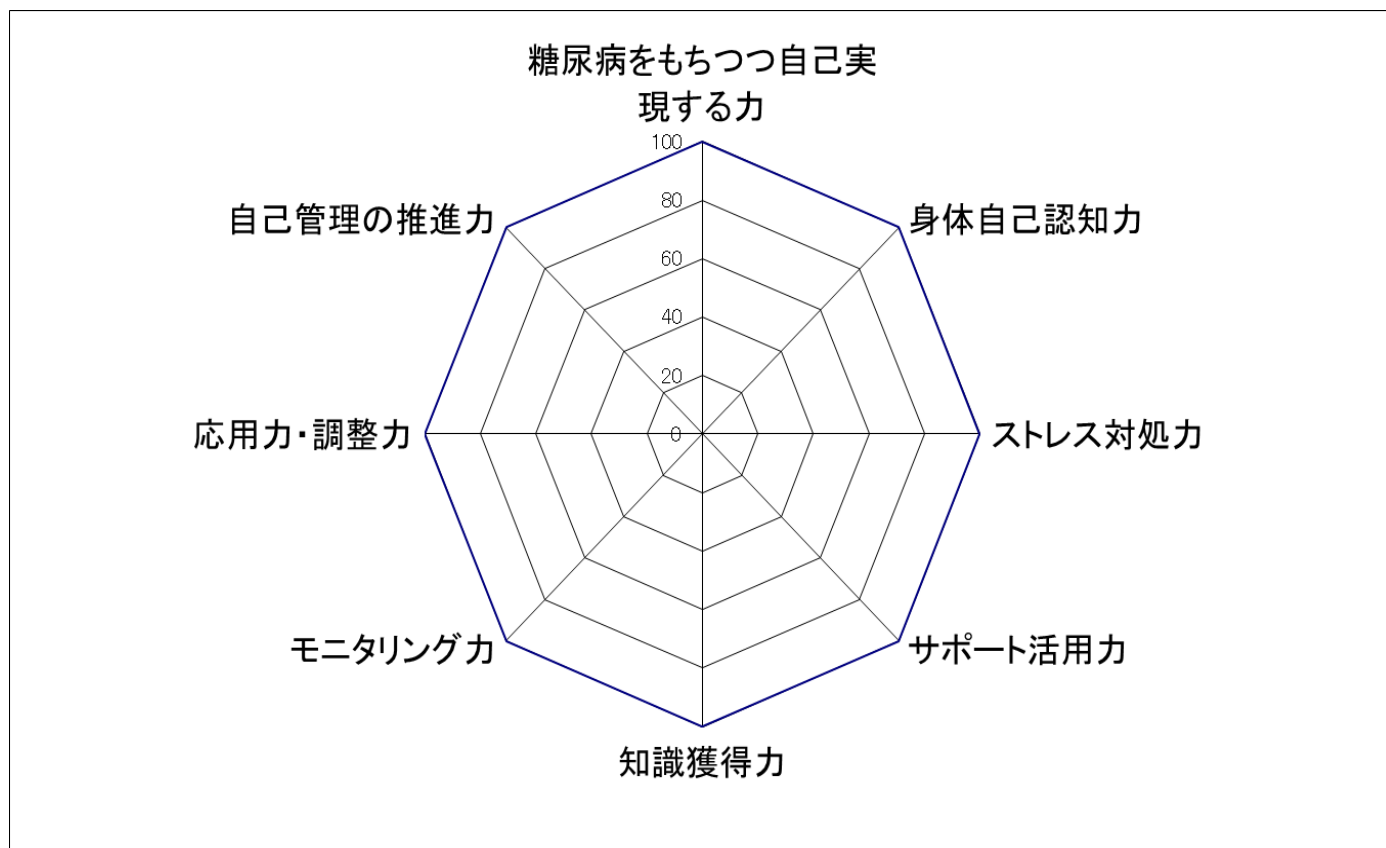 糖尿病をもちつつ自己実
現する力
100
80
60
40
20
0
身体自己認知力
ストレス対処力
サポート活用力
知識獲得力
モニタリング力
応用力・調整力
自己管理の推進力